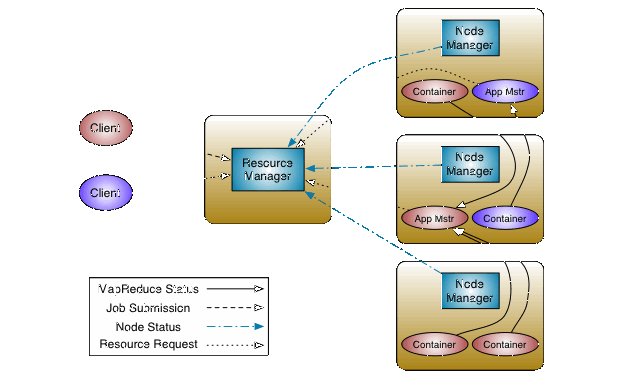 Node
Manager
Container
App Mstr
Client
Resource
Manager
Node
Manager
Client
App Mstr
Container
Node
Manager
MapReduce Status
Job Submission
Node Status
Resource Request
Container
Container